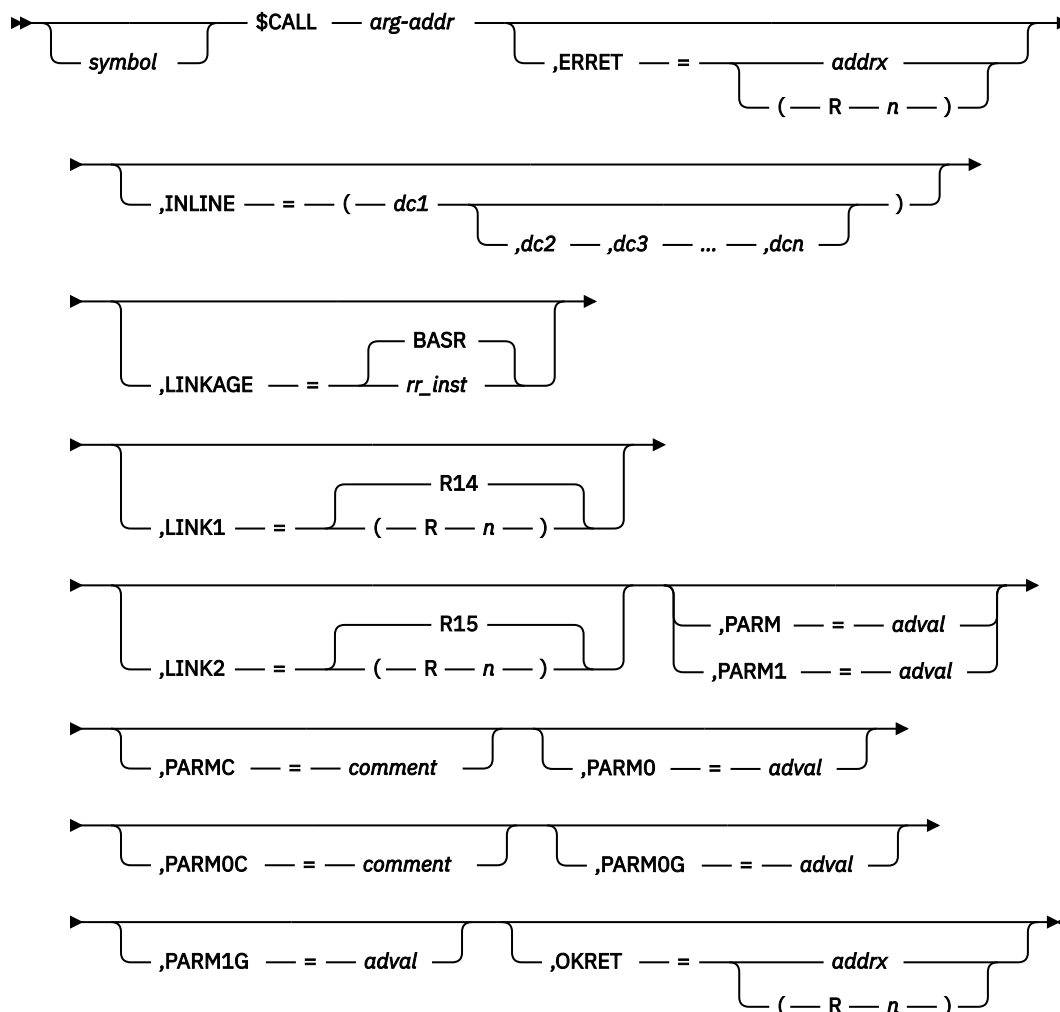 $CALL arg-addr
symbol
,ERRET = addrx
( R n )
,INLINE = ( dc1 )
,dc2 ,dc3 ... ,dcn
BASR
,LINKAGE = rr_inst
R14
,LINK1 = ( R n )
R15
,LINK2 = ( R n )
,PARM = adval
,PARM1 = adval
,PARMC = comment ,PARM0 = adval
,PARM0C = comment ,PARM0G = adval
,PARM1G = adval ,OKRET = addrx
( R n )